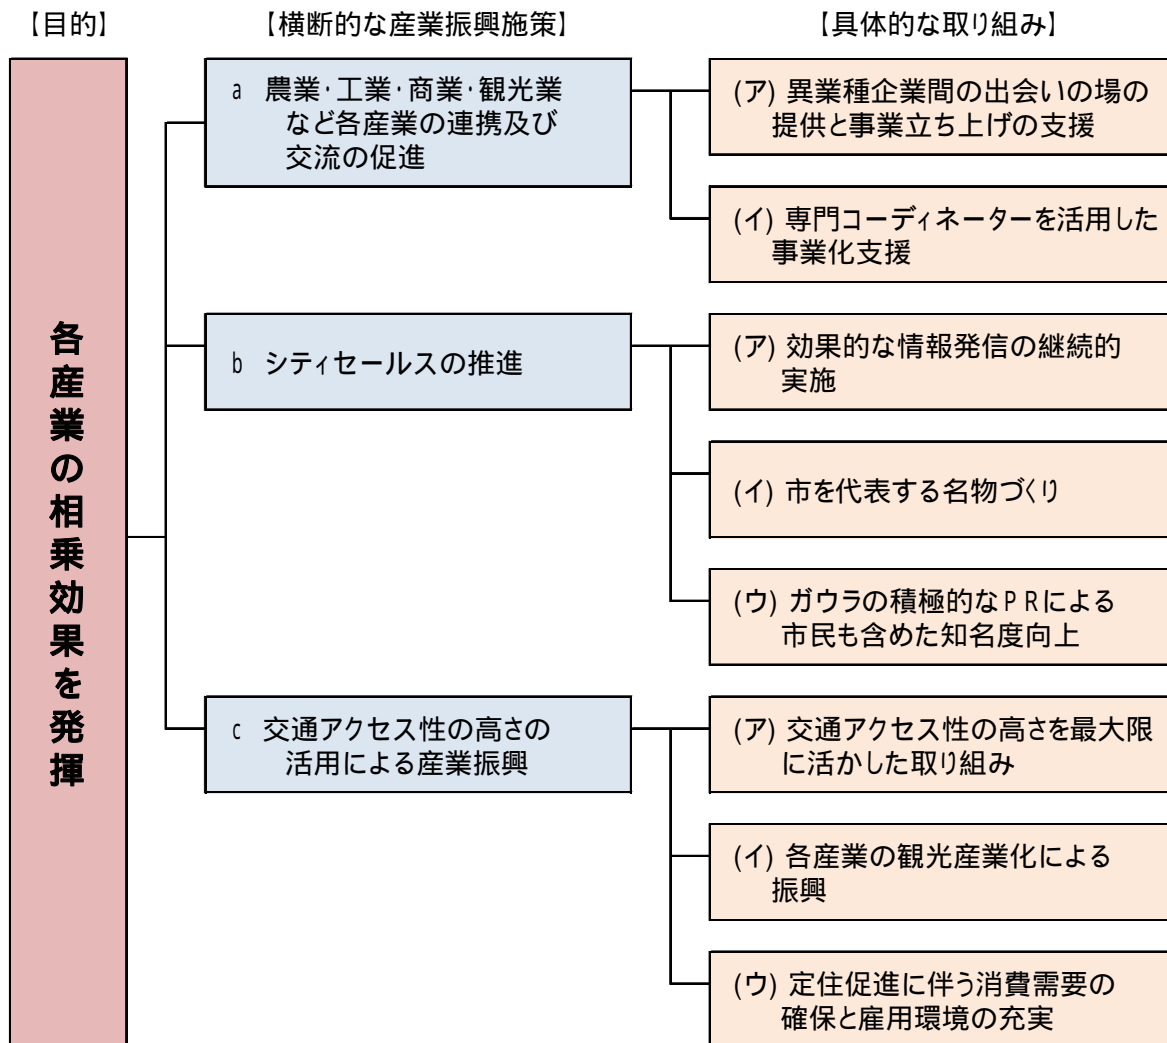 【目的】
【横断的な産業振興施策】
【具体的な取り組み】
各産業の相乗効果を発揮
a 農業・工業・商業・観光業
など各産業の連携及び
交流の促進
(ア) 異業種企業間の出会いの場の
提供と事業立ち上げの支援
(イ) 専門コーディネーターを活用した
事業化支援
b シティセールスの推進
(ア) 効果的な情報発信の継続的
実施
(イ) 市を代表する名物づくり
(ウ) ガウラの積極的なPRによる
市民も含めた知名度向上
c 交通アクセス性の高さの
活用による産業振興
(ア) 交通アクセス性の高さを最大限
に活かした取り組み
(イ) 各産業の観光産業化による
振興
(ウ) 定住促進に伴う消費需要の
確保と雇用環境の充実